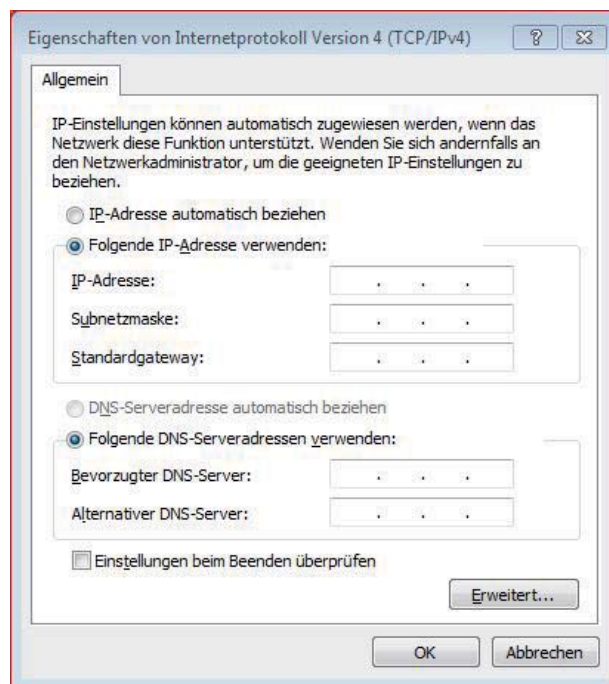 Eigenschaften von Internetprotokoll Version 4 (TCP/IPv4)
Allgemein
IP-Einstellungen können automatisch zugewiesen werden, wenn das
Netzwerk diese Funktion unterstützt. Wenden Sie sich andernfalls an
den Netzwerkadministrator, um die geeigneten IP-Einstellungen zu
beziehen.
IP-Adresse automatisch beziehen
Folgende IP-Adresse verwenden:
IP-Adresse: . . .
Subnetzmaske: . . .
Standardgateway: . . .
DNS-Serveradresse automatisch beziehen
Folgende DNS-Serveradressen verwenden:
Bevorzugter DNS-Server: . . .
Alternativer DNS-Server: . . .
Einstellungen beim Beenden überprüfen
Erweitert...
OK Abbrechen